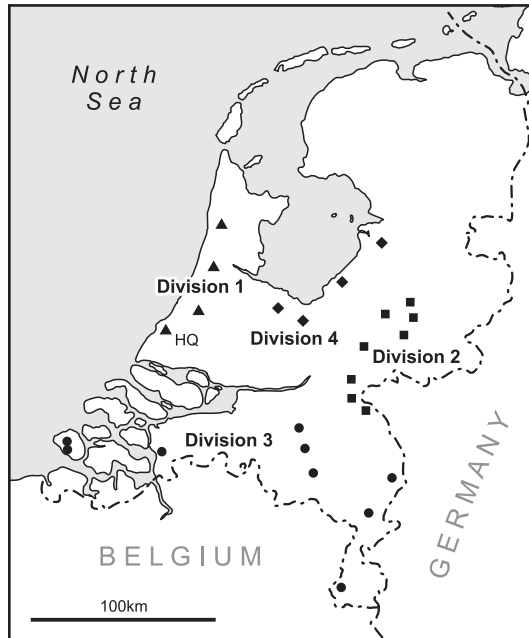 North
Sea
Division 1
HQ
Division 4
Division 2
Division 3
BELGIUM
GERMANY
100km